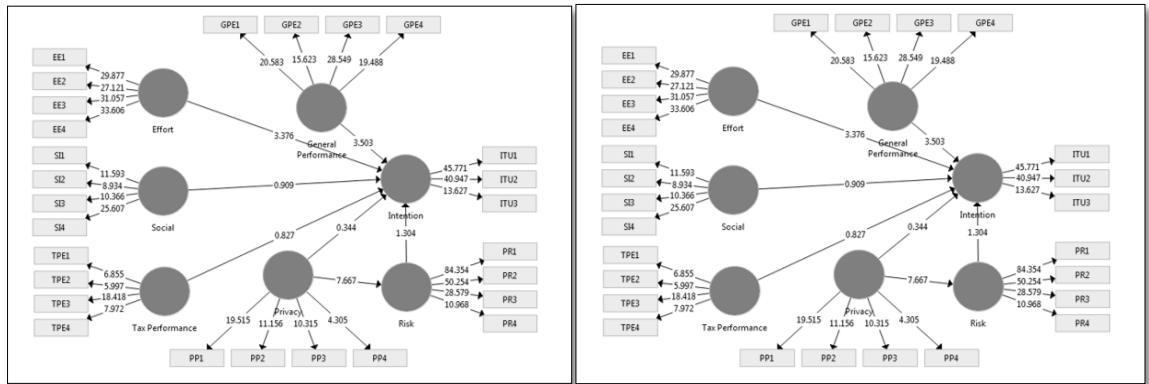 GPE1 GPE2 GPE3 GPE4
20.583 15.623 28.549 19.488
EE1
EE2
EE3
EE4
29.877
27.121
31.057
33.606
Effort
General
Performance
3.376
3.503
SI1
SI2
SI3
SI4
11.593
8.934
10.366
25.607
Social
0.909
Intention
45.771
40.947
13.627
ITU1
ITU2
ITU3
TPE1
TPE2
TPE3
TPE4
6.855
5.997
18.418
7.972
Tax Performance
0.827
0.344
1.304
Privacy
7.667
Risk
84.354
50.254
28.579
10.968
PR1
PR2
PR3
PR4
19.515 11.156 10.315 4.305
PP1 PP2 PP3 PP4
GPE1 GPE2 GPE3 GPE4
20.583 15.623 28.549 19.488
EE1
EE2
EE3
EE4
29.877
27.121
31.057
33.606
Effort
General
Performance
3.376
3.503
SI1
SI2
SI3
SI4
11.593
8.934
10.366
25.607
Social
0.909
Intention
45.771
40.947
13.627
ITU1
ITU2
ITU3
TPE1
TPE2
TPE3
TPE4
6.855
5.997
18.418
7.972
Tax Performance
0.827
0.344
1.304
Privacy
7.667
Risk
84.354
50.254
28.579
10.968
PR1
PR2
PR3
PR4
19.515 11.156 10.315 4.305
PP1 PP2 PP3 PP4